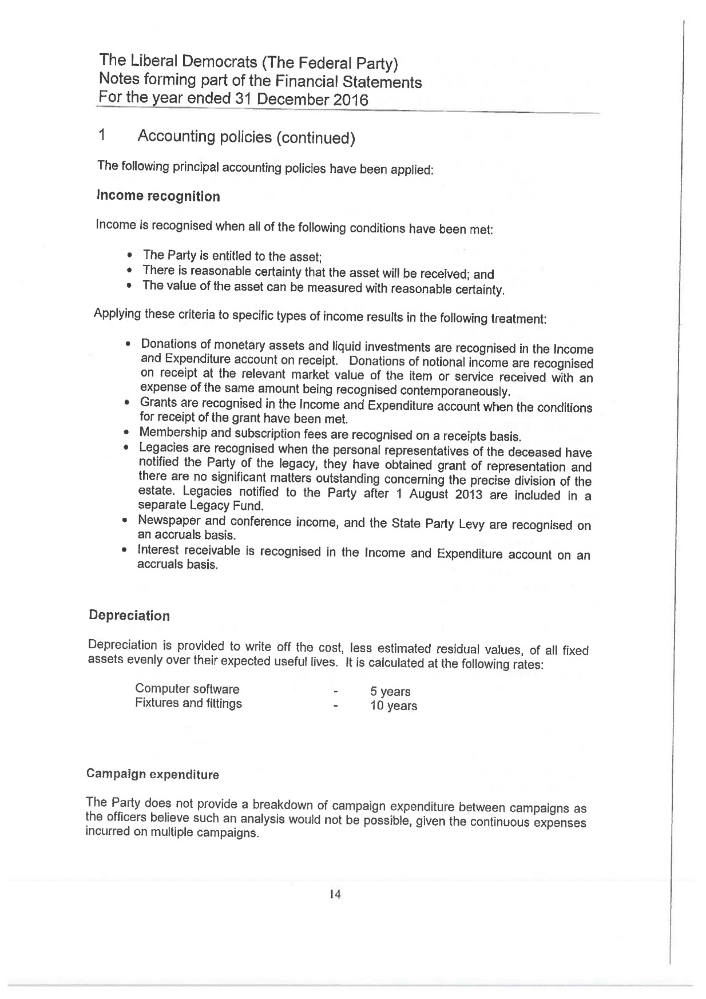 The Liberal Democrats (The Federal Party)
Notes forming part of the Financial Statements
For the year ended 31 December 2016
1 Accounting policies (continued)
The following principal accounting policies have been applied:
Income recognition
Income is recognised when all of the following conditions have been met:
• The Party is entitled to the asset;
• There is reasonable certainty that the asset will be received; and
• The value of the asset can be measured with reasonable certainty.
Applying these criteria to specific types of income results in the following treatment:
• Donations of monetary assets and liquid investments are recognised in the Income
and Expenditure account on receipt. Donations of notional income are recognised
on receipt at the relevant market value of the item or service received with an
expense of the same amount being recognised contemporaneously.
• Grants are recognised in the Income and Expenditure account when the conditions
for receipt of the grant have been met.
• Membership and subscription fees are recognised on a receipts basis.
• Legacies are recognised when the personal representatives of the deceased have
notified the Party of the legacy, they have obtained grant of representation and
there are no significant matters outstanding concerning the precise division of the
estate. Legacies notified to the Party after 1 August 2013 are included in a
separate Legacy Fund.
• Newspaper and conference income, and the State Party Levy are recognised on
an accruals basis.
• Interest receivable is recognised in the Income and Expenditure account on an
accruals basis.
Depreciation
Depreciation is provided to write off the cost, less estimated residual values, of all fixed
assets evenly over their expected useful lives. It is calculated at the following rates:
Computer software - 5 years
Fixtures and fittings - 10 years
Campaign expenditure
The Party does not provide a breakdown of campaign expenditure between campaigns as
the officers believe such an analysis would not be possible, given the continuous expenses
incurred on multiple campaigns.
14